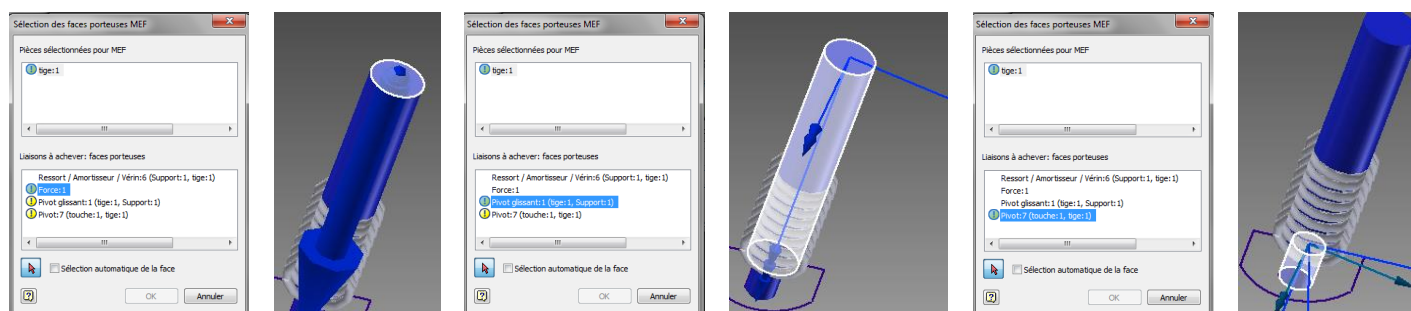 Sélection des faces porteuses MEF
Pièces sélectionnées pour MEF
tige:1
Liaisons à achever: faces porteuses
Ressort / Amortisseur / Vérin:6 (Support:1, tige:1)
Force:1
Pivot glissant:1 (tige:1, Support:1)
Pivot:7 (touche:1, tige:1)
Sélection automatique de la face
OK
Annuler
Sélection des faces porteuses MEF
Pièces sélectionnées pour MEF
tige:1
Liaisons à achever: faces porteuses
Ressort / Amortisseur / Vérin:6 (Support:1, tige:1)
Force:1
Pivot glissant:1 (tige:1, Support:1)
Pivot:7 (touche:1, tige:1)
Sélection automatique de la face
OK
Annuler
Sélection des faces porteuses MEF
Pièces sélectionnées pour MEF
tige:1
Liaisons à achever: faces porteuses
Ressort / Amortisseur / Vérin:6 (Support:1, tige:1)
Force:1
Pivot glissant:1 (tige:1, Support:1)
Pivot:7 (touche:1, tige:1)
Sélection automatique de la face
OK
Annuler